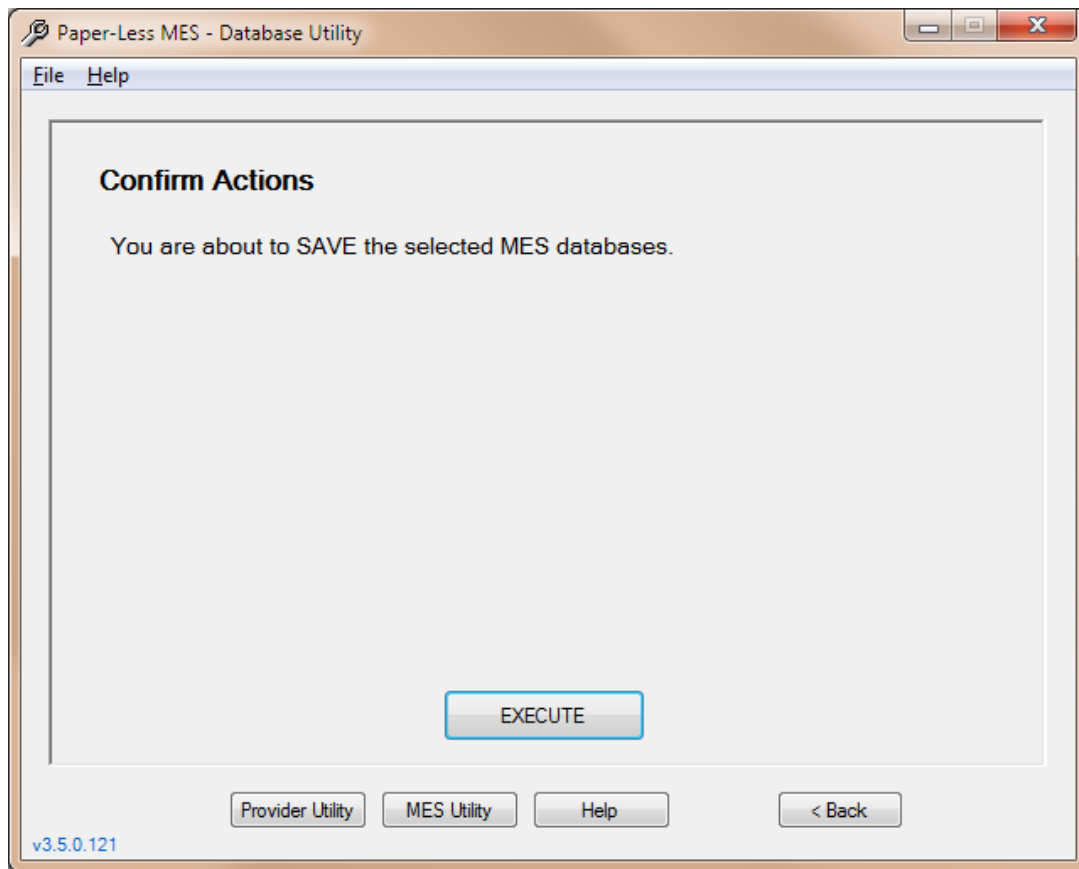 Paper-Less MES - Database Utility
File Help
Confirm Actions
You are about to SAVE the selected MES databases.
EXECUTE
Provider Utility MES Utility Help < Back
v3.5.0.121